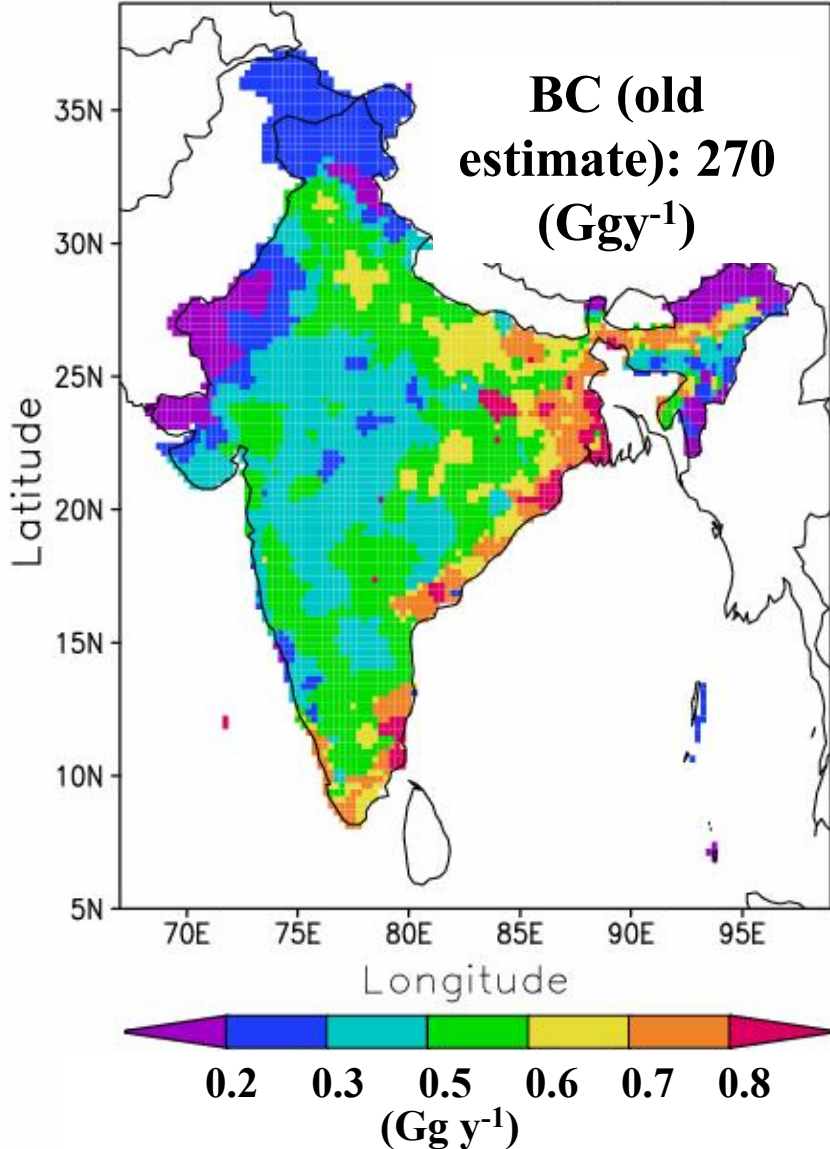 BC (old
estimate): 270
(Ggy⁻¹)
35N
30N
25N
20N
15N
10N
5N
Latitude
70E 75E 80E 85E 90E 95E
Longitude
0.2 0.3 0.5 0.6 0.7 0.8
(Gg y⁻¹)